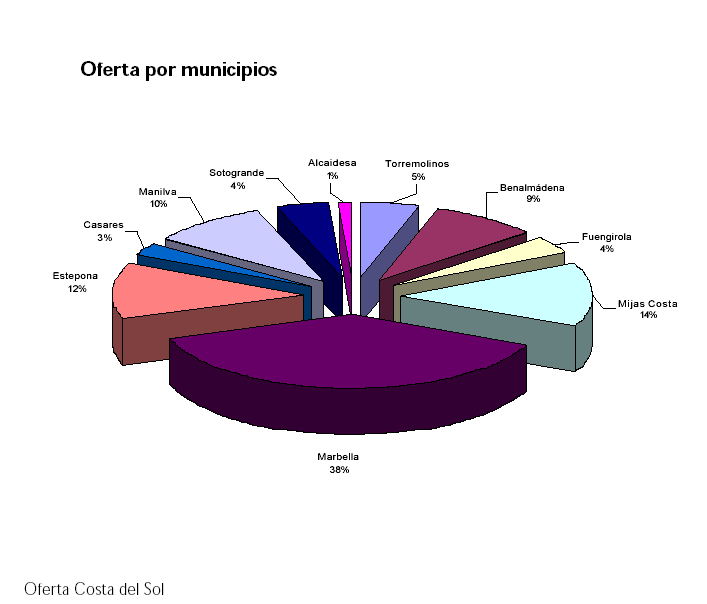 Oferta por municipios
Alcaidesa
1%
Torremolinos
5%
Sotogrande
4%
Benalmádena
9%
Manilva
10%
Casares
3%
Fuengirola
4%
Estepona
12%
Mijas Costa
14%
Marbella
38%
Oferta Costa del Sol